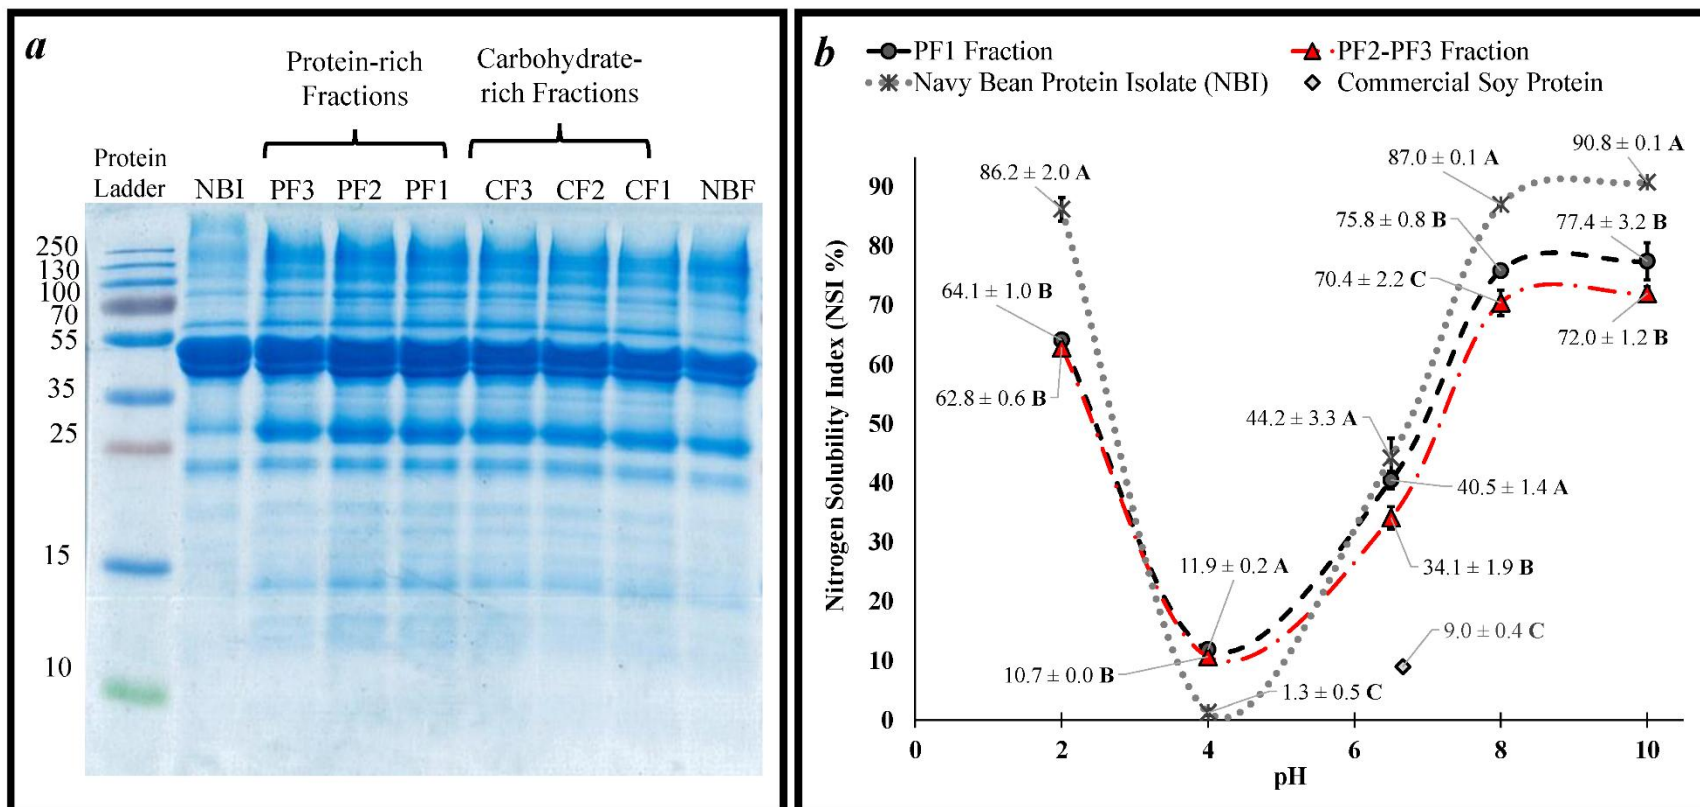 a
Protein-rich
Fractions
Carbohydrate-
rich Fractions
Protein
Ladder
NBI PF3 PF2 PF1 CF3 CF2 CF1 NBF
250
130
100
70
55
35
25
15
10
b
PF1 Fraction
PF2-PF3 Fraction
Navy Bean Protein Isolate (NBI)
Commercial Soy Protein
Nitrogen Solubility Index (NSI %)
90
80
70
60
50
40
30
20
10
0
86.2 ± 2.0 A
64.1 ± 1.0 B
62.8 ± 0.6 B
11.9 ± 0.2 A
10.7 ± 0.0 B
1.3 ± 0.5 C
44.2 ± 3.3 A
40.5 ± 1.4 A
34.1 ± 1.9 B
9.0 ± 0.4 C
87.0 ± 0.1 A
75.8 ± 0.8 B
70.4 ± 2.2 C
90.8 ± 0.1 A
77.4 ± 3.2 B
72.0 ± 1.2 B
0 2 4 6 8 10
pH